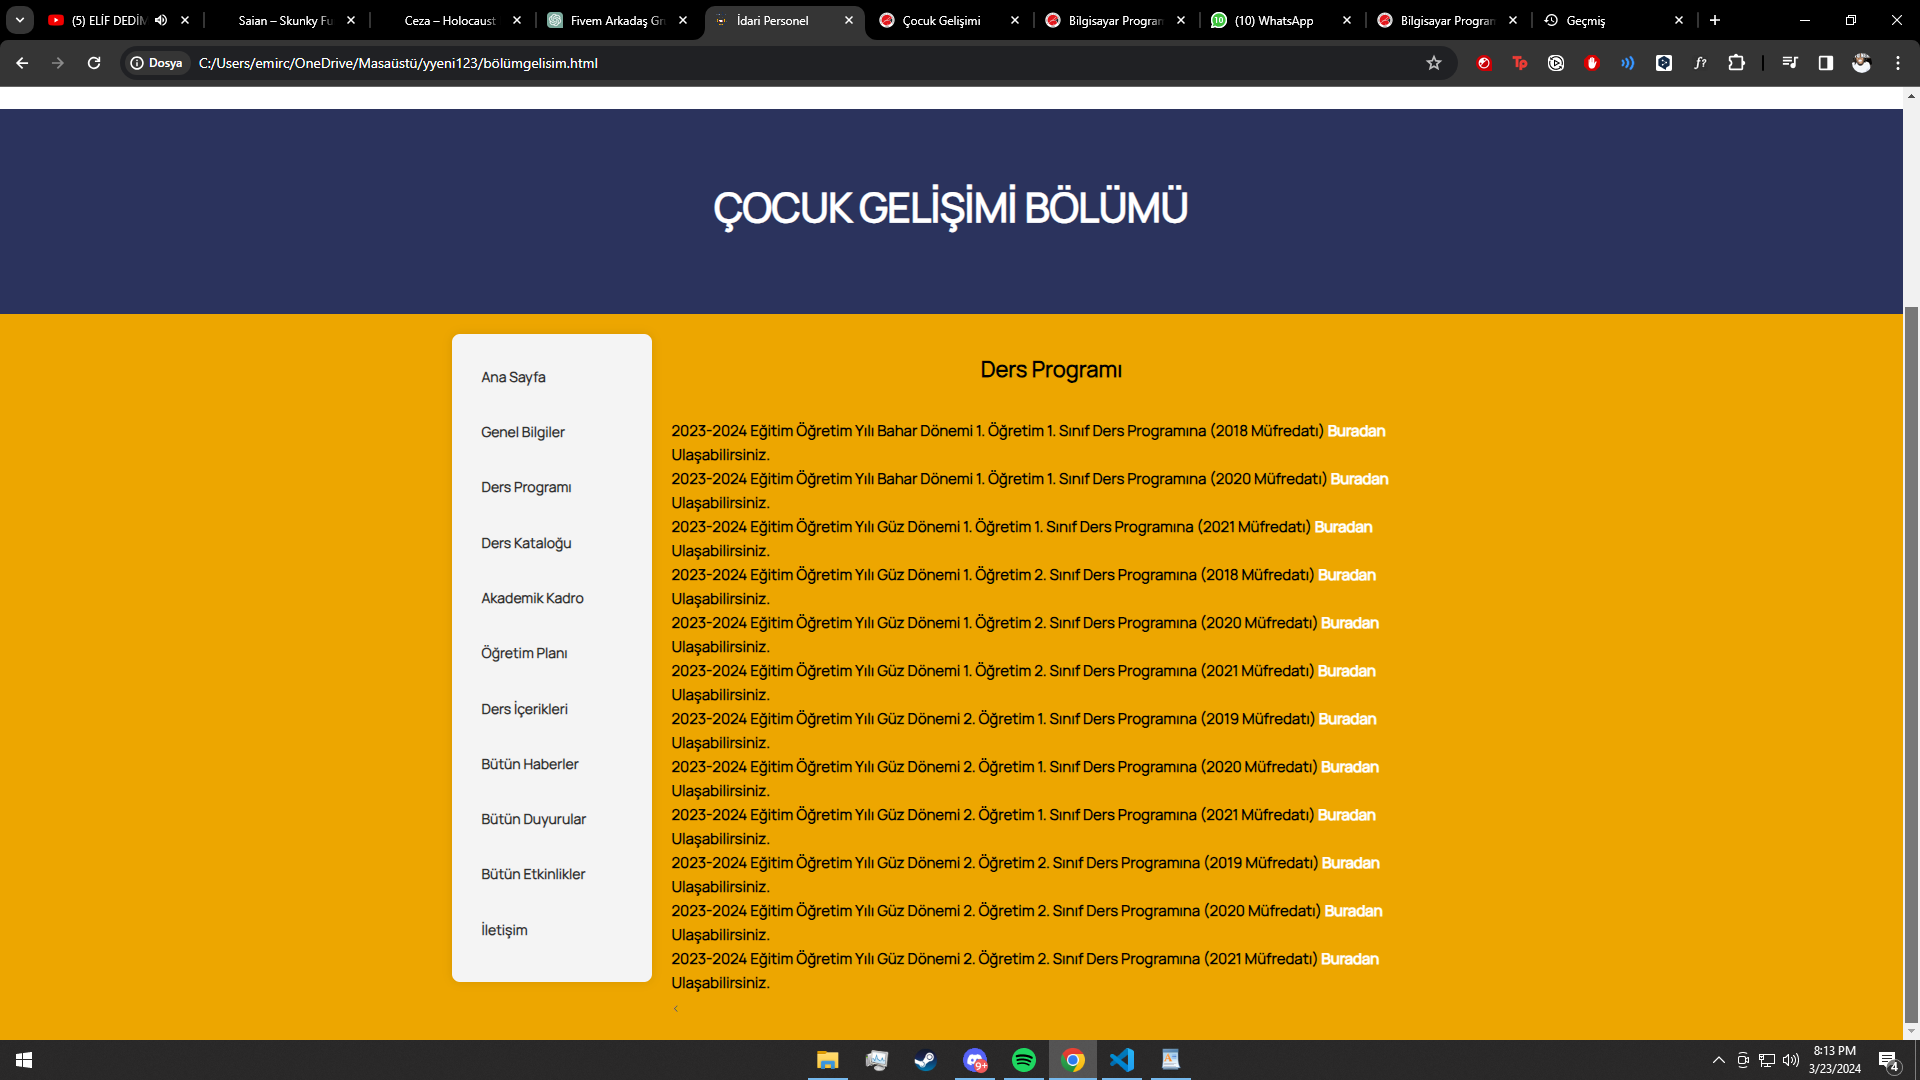 (5) ELİF DEDİM
Saian – Skunky Fu
Ceza – Holocaust
Fivem Arkadaş Gr
İdari Personel
Çocuk Gelişimi
Bilgisayar Program
(10) WhatsApp
Bilgisayar Program
Geçmiş
Dosya
C:/Users/emirc/OneDrive/Masaüstü/yyeni123/bölümgelisim.html
ÇOCUK GELİŞİMİ BÖLÜMÜ
Ana Sayfa
Genel Bilgiler
Ders Programı
Ders Kataloğu
Akademik Kadro
Öğretim Planı
Ders İçerikleri
Bütün Haberler
Bütün Duyurular
Bütün Etkinlikler
İletişim
Ders Programı
2023-2024 Eğitim Öğretim Yılı Bahar Dönemi 1. Öğretim 1. Sınıf Ders Programına (2018 Müfredatı) Buradan
Ulaşabilirsiniz.
2023-2024 Eğitim Öğretim Yılı Bahar Dönemi 1. Öğretim 1. Sınıf Ders Programına (2020 Müfredatı) Buradan
Ulaşabilirsiniz.
2023-2024 Eğitim Öğretim Yılı Güz Dönemi 1. Öğretim 1. Sınıf Ders Programına (2021 Müfredatı) Buradan
Ulaşabilirsiniz.
2023-2024 Eğitim Öğretim Yılı Güz Dönemi 1. Öğretim 2. Sınıf Ders Programına (2018 Müfredatı) Buradan
Ulaşabilirsiniz.
2023-2024 Eğitim Öğretim Yılı Güz Dönemi 1. Öğretim 2. Sınıf Ders Programına (2020 Müfredatı) Buradan
Ulaşabilirsiniz.
2023-2024 Eğitim Öğretim Yılı Güz Dönemi 1. Öğretim 2. Sınıf Ders Programına (2021 Müfredatı) Buradan
Ulaşabilirsiniz.
2023-2024 Eğitim Öğretim Yılı Güz Dönemi 2. Öğretim 1. Sınıf Ders Programına (2019 Müfredatı) Buradan
Ulaşabilirsiniz.
2023-2024 Eğitim Öğretim Yılı Güz Dönemi 2. Öğretim 1. Sınıf Ders Programına (2020 Müfredatı) Buradan
Ulaşabilirsiniz.
2023-2024 Eğitim Öğretim Yılı Güz Dönemi 2. Öğretim 1. Sınıf Ders Programına (2021 Müfredatı) Buradan
Ulaşabilirsiniz.
2023-2024 Eğitim Öğretim Yılı Güz Dönemi 2. Öğretim 2. Sınıf Ders Programına (2019 Müfredatı) Buradan
Ulaşabilirsiniz.
2023-2024 Eğitim Öğretim Yılı Güz Dönemi 2. Öğretim 2. Sınıf Ders Programına (2020 Müfredatı) Buradan
Ulaşabilirsiniz.
2023-2024 Eğitim Öğretim Yılı Güz Dönemi 2. Öğretim 2. Sınıf Ders Programına (2021 Müfredatı) Buradan
Ulaşabilirsiniz.
<
8:13 PM
3/23/2024
4